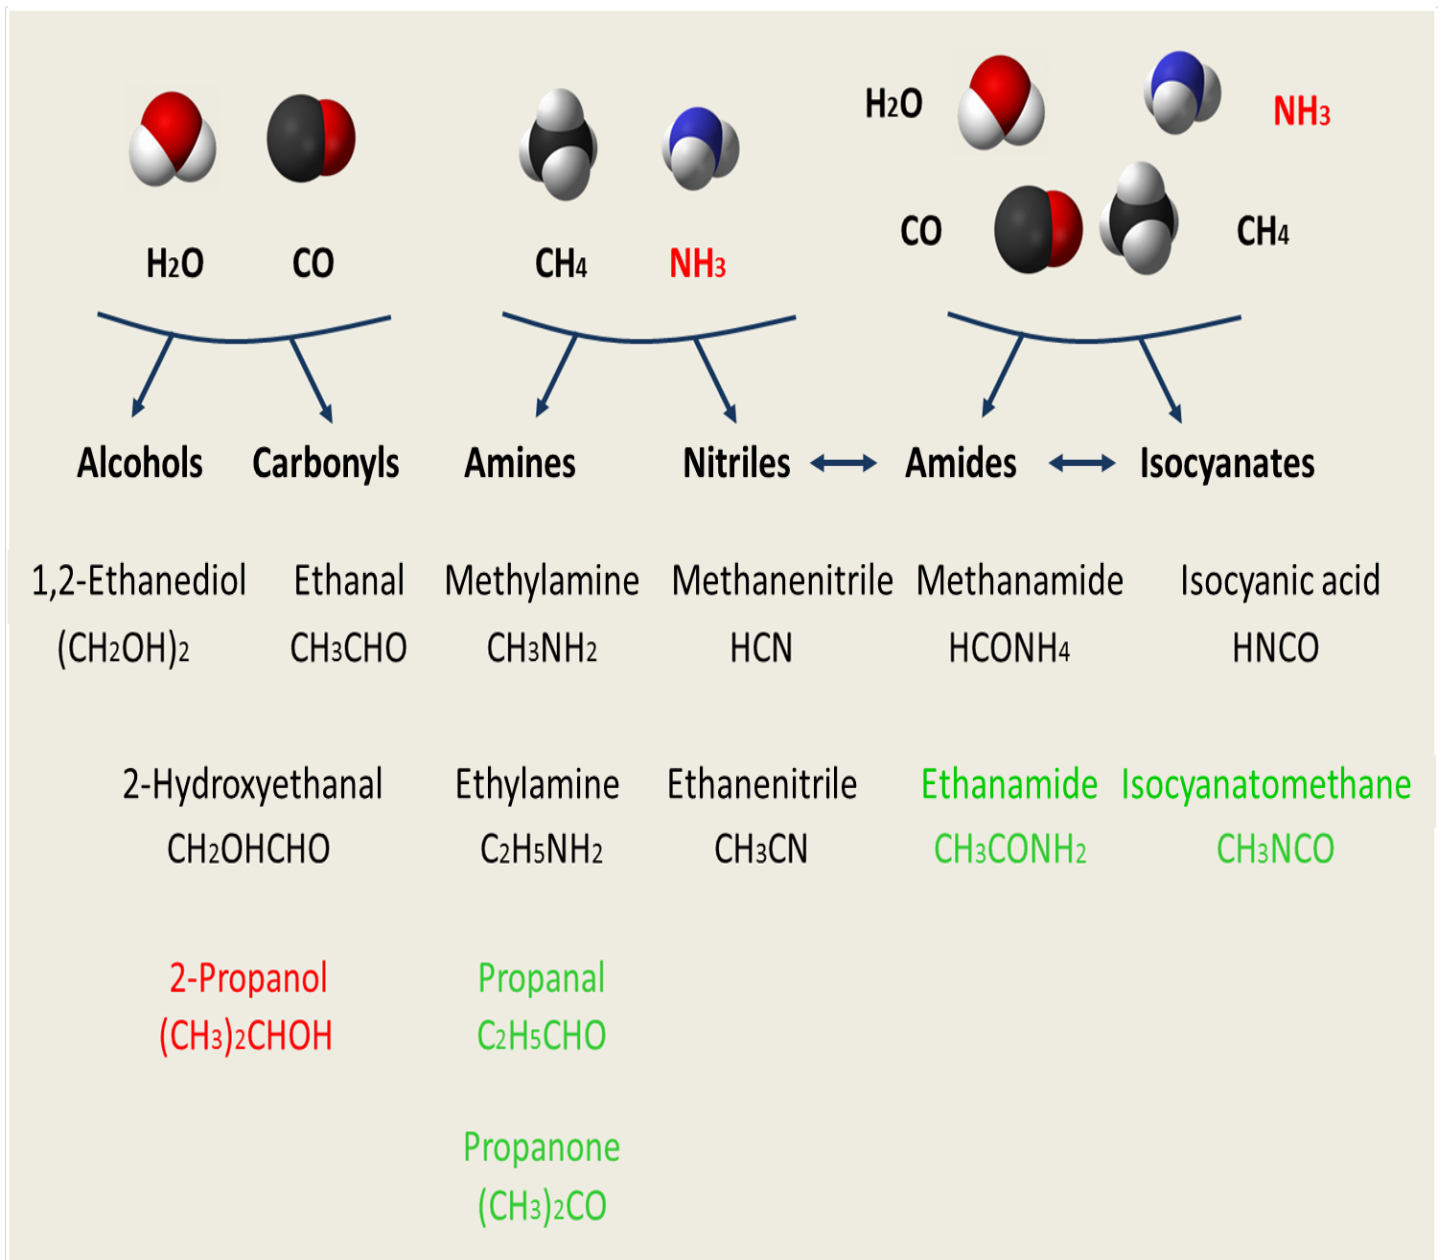 H2O NH3
CO CH4
H2O CO CH4 NH3
Alcohols Carbonyls Amines Nitriles Amides Isocyanates
1,2-Ethanediol Ethanal Methylamine Methanenitrile Methanamide Isocyanic acid
(CH2OH)2 CH3CHO CH3NH2 HCN HCONH4 HNCO
2-Hydroxyethanal Ethylamine Ethanenitrile Ethanamide Isocyanatomethane
CH2OHCHO C2H5NH2 CH3CN CH3CONH2 CH3NCO
2-Propanol Propanal
(CH3)2CHOH C2H5CHO
Propanone
(CH3)2CO